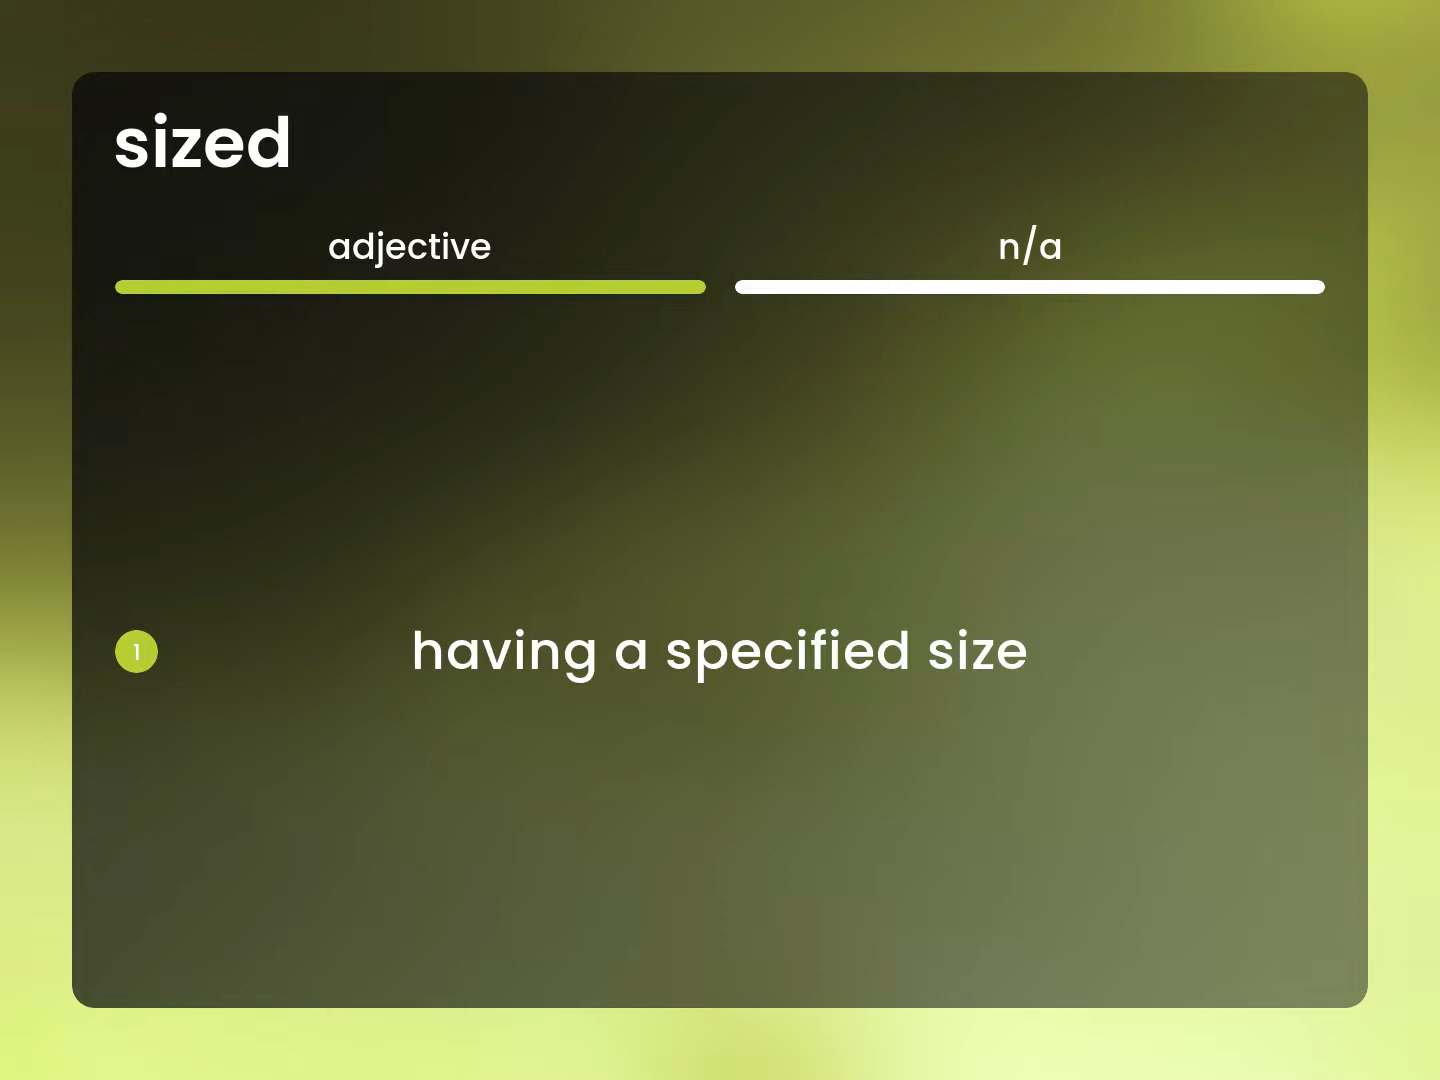 sized
adjective
n/a
1
having a specified size